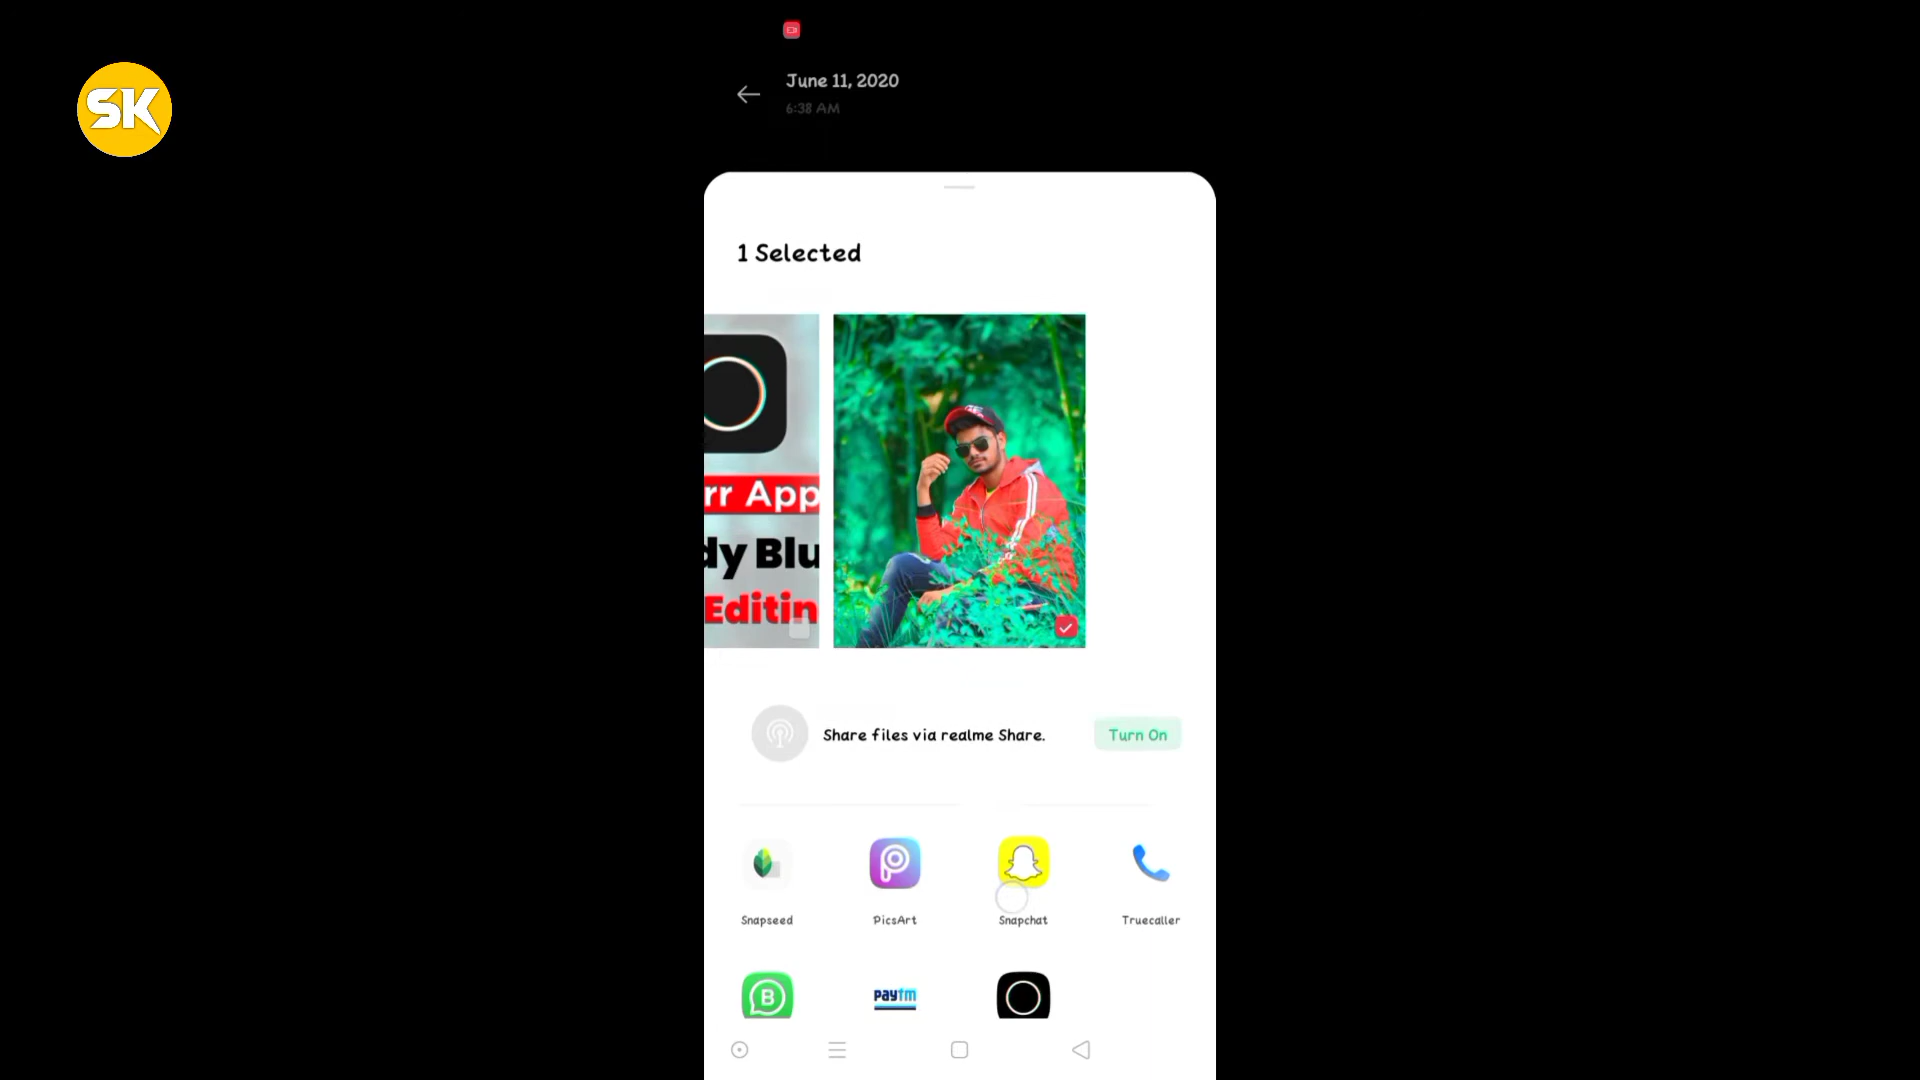 SK
June 11, 2020
6:38 AM
1 Selected
rr App
dy Blu
Editin
Share files via realme Share.
Turn On
Snapseed
PicsArt
Snapchat
Truecaller
B
paytm